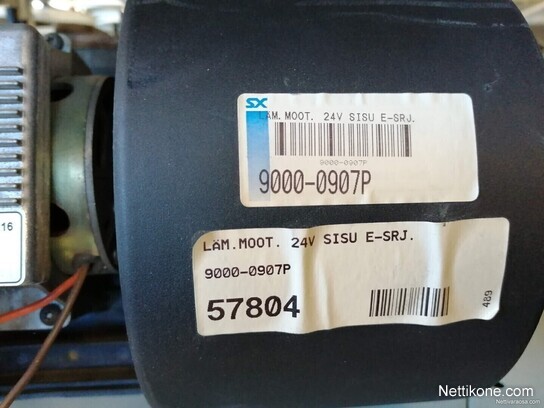 SX
LÄM.MOOT. 24V SISU E-SRJ.
9000-0907P
9000-0907P
LÄM.MOOT. 24V SISU E-SRJ.
9000-0907P
57804
489
16
Nettikone.com
Nettivaraosa.com